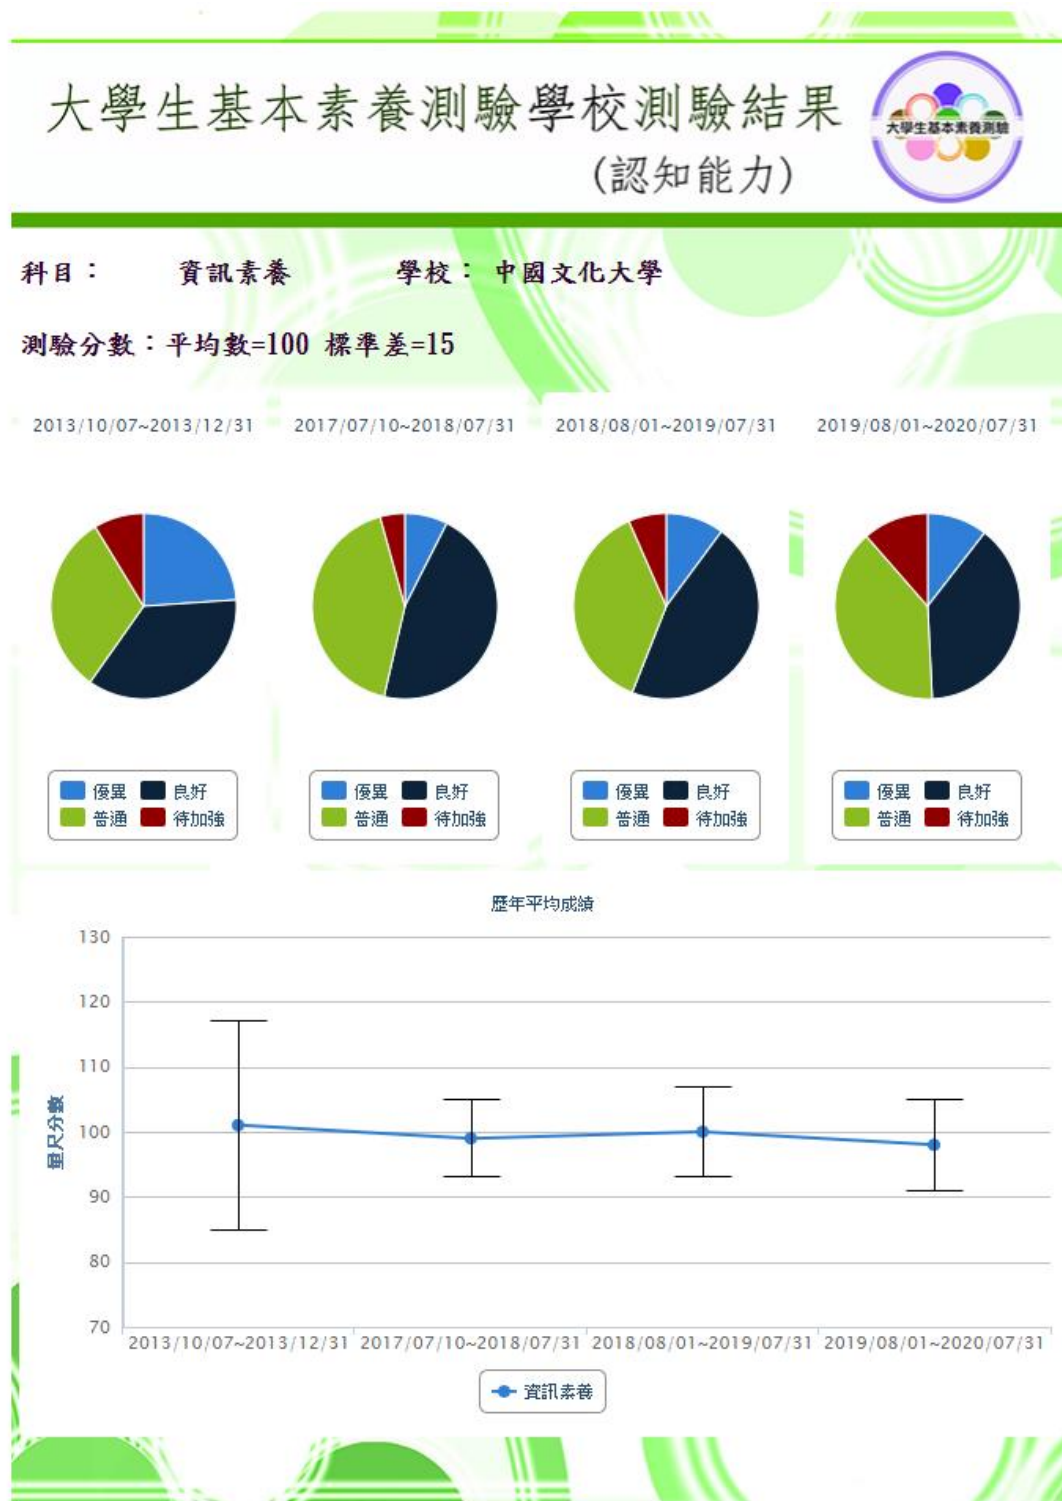 大學生基本素養測驗學校測驗結果
(認知能力)
大學生基本素養測驗
科目： 資訊素養 學校： 中國文化大學
測驗分數：平均數=100 標準差=15
2013/10/07~2013/12/31 2017/07/10~2018/07/31 2018/08/01~2019/07/31 2019/08/01~2020/07/31
優異 良好 優異 良好 優異 良好 優異 良好
普通 待加強 普通 待加強 普通 待加強 普通 待加強
歷年平均成績
130
120
110
100
90
80
70
量尺分數
2013/10/07~2013/12/31 2017/07/10~2018/07/31 2018/08/01~2019/07/31 2019/08/01~2020/07/31
資訊素養